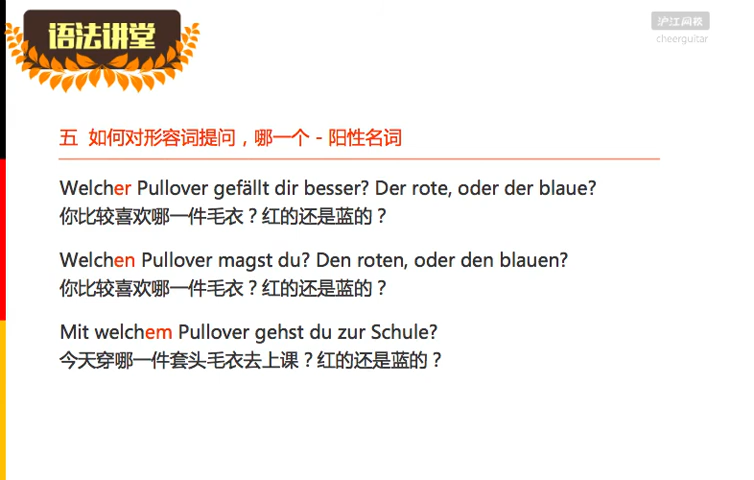 语法讲堂
沪江网校
cheerguitar
五 如何对形容词提问，哪一个 - 阳性名词
Welcher Pullover gefällt dir besser? Der rote, oder der blaue?
你比较喜欢哪一件毛衣？红的还是蓝的？
Welchen Pullover magst du? Den roten, oder den blauen?
你比较喜欢哪一件毛衣？红的还是蓝的？
Mit welchem Pullover gehst du zur Schule?
今天穿哪一件套头毛衣去上课？红的还是蓝的？